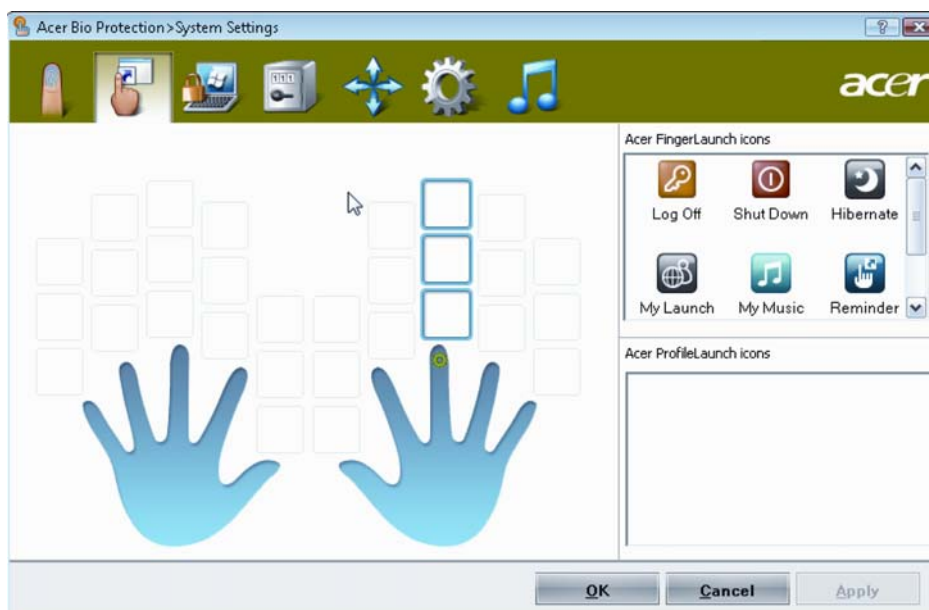 Acer Bio Protection>System Settings
acer
Acer FingerLaunch icons
Log Off Shut Down Hibernate
My Launch My Music Reminder
Acer ProfileLaunch icons
OK Cancel Apply